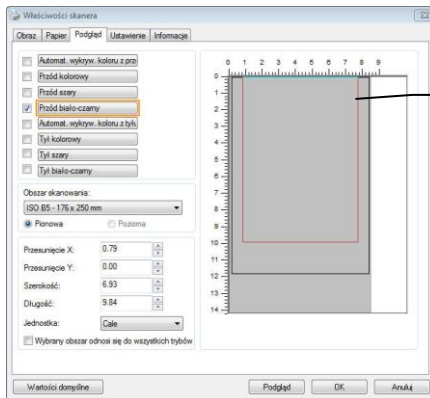 Właściwości skanera
Obraz Papier Podgląd Ustawienie Informacje
Automat. wykryw. koloru z prz
Przód kolorowy
Przód szary
Przód biało-czarny
Automat. wykryw. koloru z tyłu
Tył kolorowy
Tył szary
Tył biało-czarny
Obszar skanowania:
ISO B5 - 176 x 250 mm
Pionowa Pozioma
Przesunięcie X: 0.79
Przesunięcie Y: 0.00
Szerokość: 6.93
Długość: 9.84
Jednostka: Cale
Wybrany obszar odnosi się do wszystkich trybów
0 1 2 3 4 5 6 7 8 9
0
1
2
3
4
5
6
7
8
9
10
11
12
13
14
Wartości domyślne Podgląd OK Anuluj